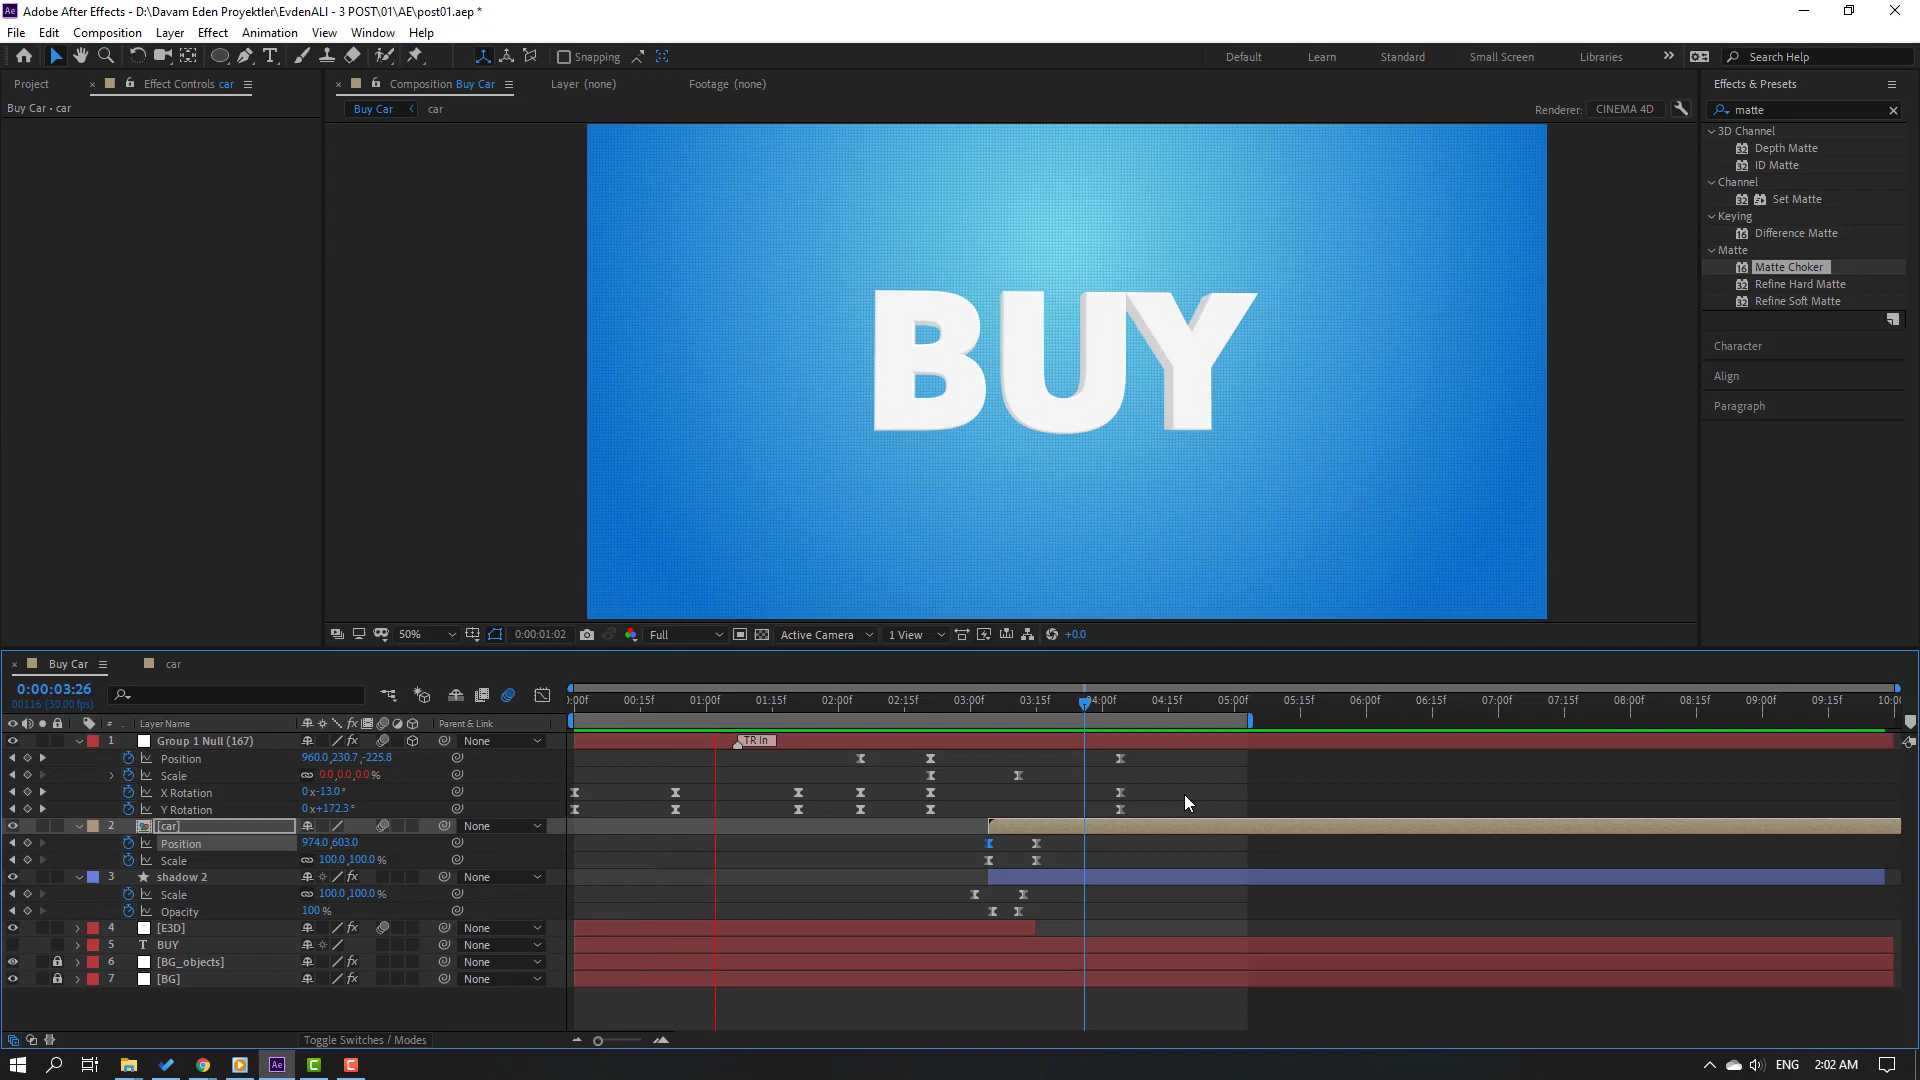 Adobe After Effects - D:\Davam Eden Proyektler\EvdenALI - 3 POST\01\AE\post01.aep *
File Edit Composition Layer Effect Animation View Window Help
Snapping
Default Learn Standard Small Screen Libraries
Search Help
Project
Effect Controls car
Composition Buy Car
Layer (none)
Footage (none)
Effects & Presets
Buy Car • car
Buy Car
car
Renderer: CINEMA 4D
matte
3D Channel
Depth Matte
ID Matte
Channel
Set Matte
Keying
Difference Matte
Matte
Matte Choker
Refine Hard Matte
Refine Soft Matte
Character
Align
Paragraph
BUY
50% 0:00:01:02 Full Active Camera 1 View +0.0
Buy Car
car
0:00:03:26
00116 (30.00 fps)
:00f 00:15f 01:00f 01:15f 02:00f 02:15f 03:00f 03:15f 04:00f 04:15f 05:00f 05:15f 06:00f 06:15f 07:00f 07:15f 08:00f 08:15f 09:00f 09:15f 10:00
# Layer Name Parent & Link
1 Group 1 Null (167) None TR In
Position 960.0,230.7,-225.8
Scale 0.0,0.0,0.0 %
X Rotation 0x-13.0°
Y Rotation 0x+172.3°
2 [car] None
Position 974.0,603.0
Scale 100.0,100.0 %
3 shadow 2 None
Scale 100.0,100.0 %
Opacity 100 %
4 [E3D] None
5 T BUY None
6 [BG_objects] None
7 [BG] None
Toggle Switches / Modes
ENG 2:02 AM